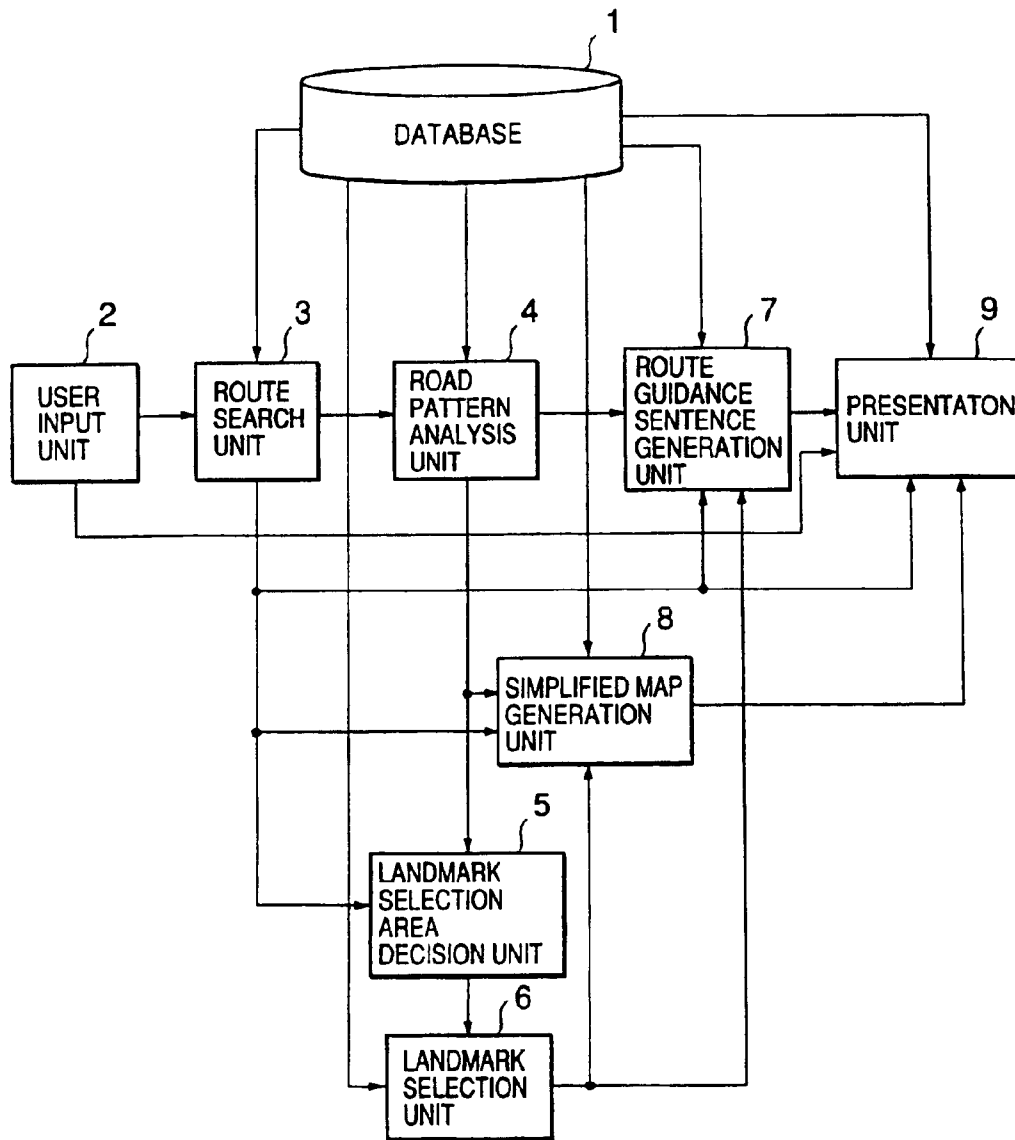 1
DATABASE
2
USER
INPUT
UNIT
3
ROUTE
SEARCH
UNIT
4
ROAD
PATTERN
ANALYSIS
UNIT
7
ROUTE
GUIDANCE
SENTENCE
GENERATION
UNIT
9
PRESENTATON
UNIT
8
SIMPLIFIED MAP
GENERATION
UNIT
5
LANDMARK
SELECTION
AREA
DECISION UNIT
6
LANDMARK
SELECTION
UNIT